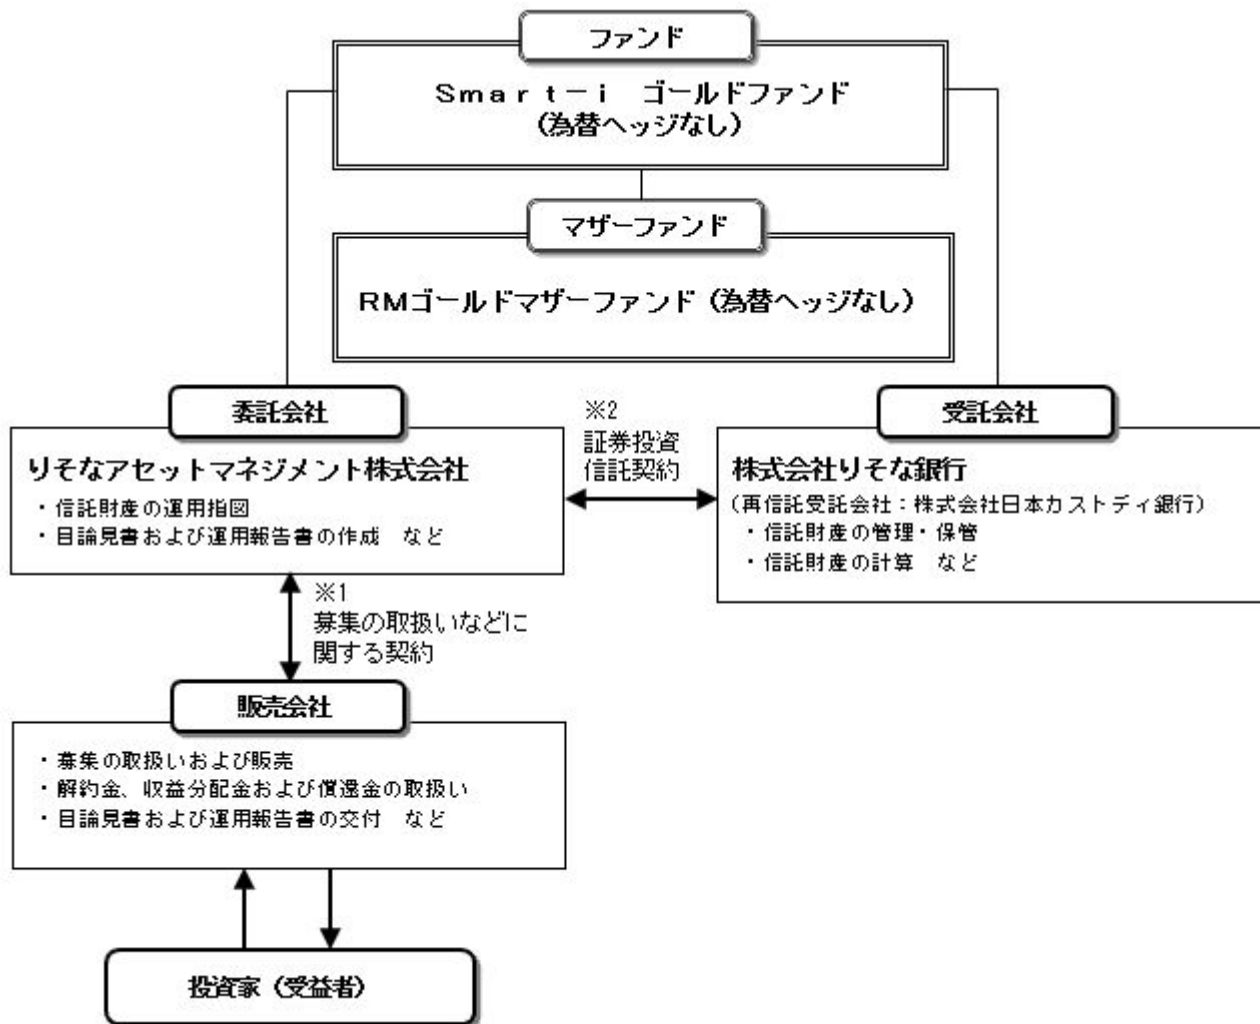 ファンド
Ｓｍａｒｔ－ｉ　ゴールドファンド
（為替ヘッジなし）
マザーファンド
ＲＭゴールドマザーファンド（為替ヘッジなし）
委託会社
りそなアセットマネジメント株式会社
・信託財産の運用指図
・目論見書および運用報告書の作成　など
※2
証券投資
信託契約
受託会社
株式会社りそな銀行
（再信託受託会社：株式会社日本カストディ銀行）
・信託財産の管理・保管
・信託財産の計算　など
※1
募集の取扱いなどに
関する契約
販売会社
・募集の取扱いおよび販売
・解約金、収益分配金および償還金の取扱い
・目論見書および運用報告書の交付　など
投資家（受益者）